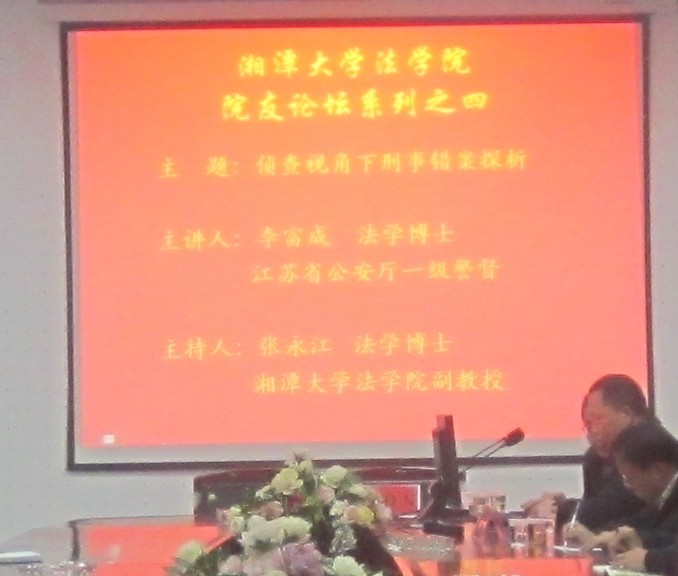 湘潭大学法学院
院友论坛系列之四
主 题：侦查视角下刑事错案探析
主讲人：李富成 法学博士
江苏省公安厅一级警督
主持人：张永江 法学博士
湘潭大学法学院副教授